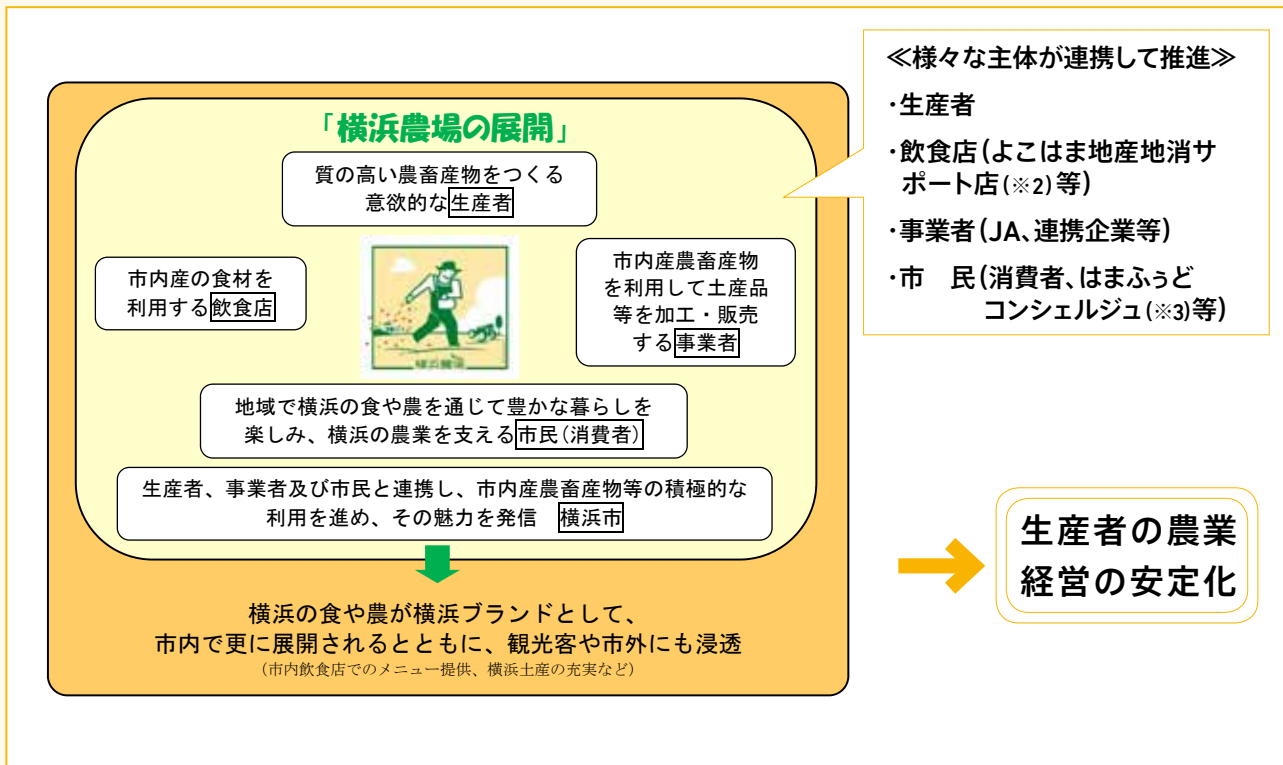 「横浜農場の展開」
質の高い農畜産物をつくる
意欲的な生産者
市内産の食材を
利用する飲食店
市内産農畜産物
を利用して土産品
等を加工・販売
する事業者
横浜農場
地域で横浜の食や農を通じて豊かな暮らしを
楽しみ、横浜の農業を支える市民(消費者)
生産者、事業者及び市民と連携し、市内産農畜産物等の積極的な
利用を進め、その魅力を発信　横浜市
横浜の食や農が横浜ブランドとして、
市内で更に展開されるとともに、観光客や市外にも浸透
(市内飲食店でのメニュー提供、横浜土産の充実など)
≪様々な主体が連携して推進≫
・生産者
・飲食店(よこはま地産地消サ
ポート店(※2)等)
・事業者(JA、連携企業等)
・市　民(消費者、はまふぅど
コンシェルジュ(※3)等)
生産者の農業
経営の安定化